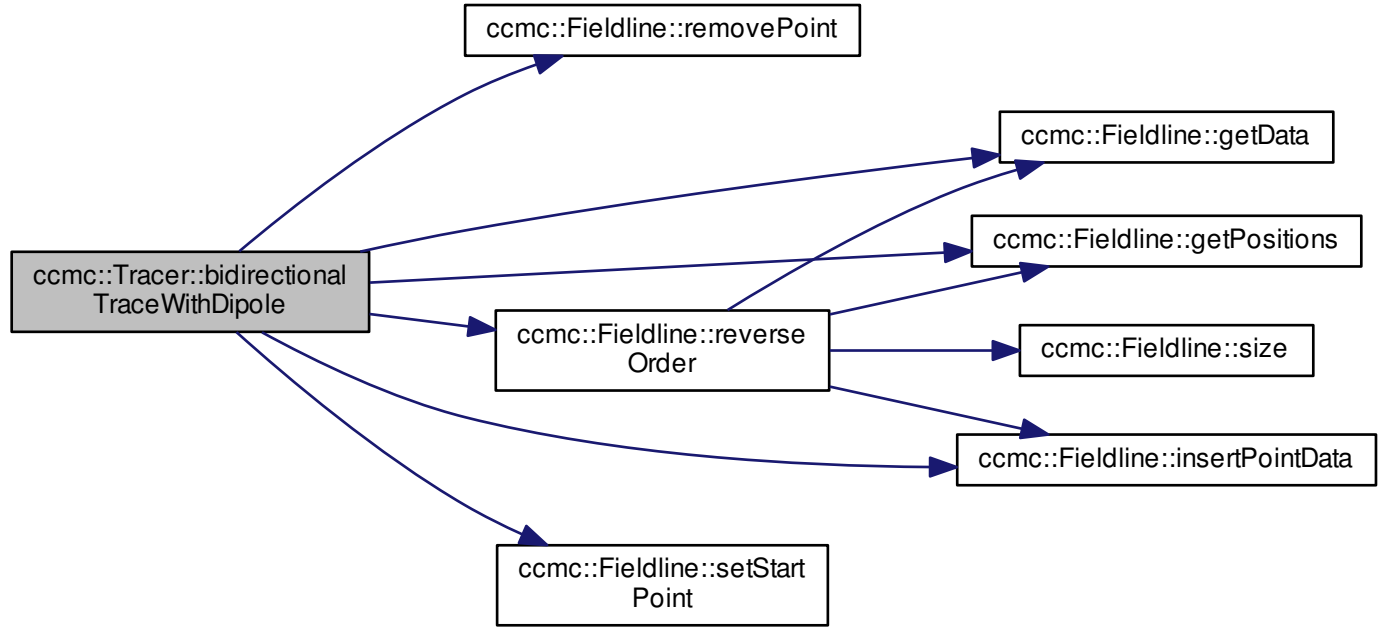 ccmc::Fieldline::removePoint
ccmc::Fieldline::getData
ccmc::Fieldline::getPositions
ccmc::Tracer::bidirectional
TraceWithDipole
ccmc::Fieldline::reverse
Order
ccmc::Fieldline::size
ccmc::Fieldline::insertPointData
ccmc::Fieldline::setStart
Point